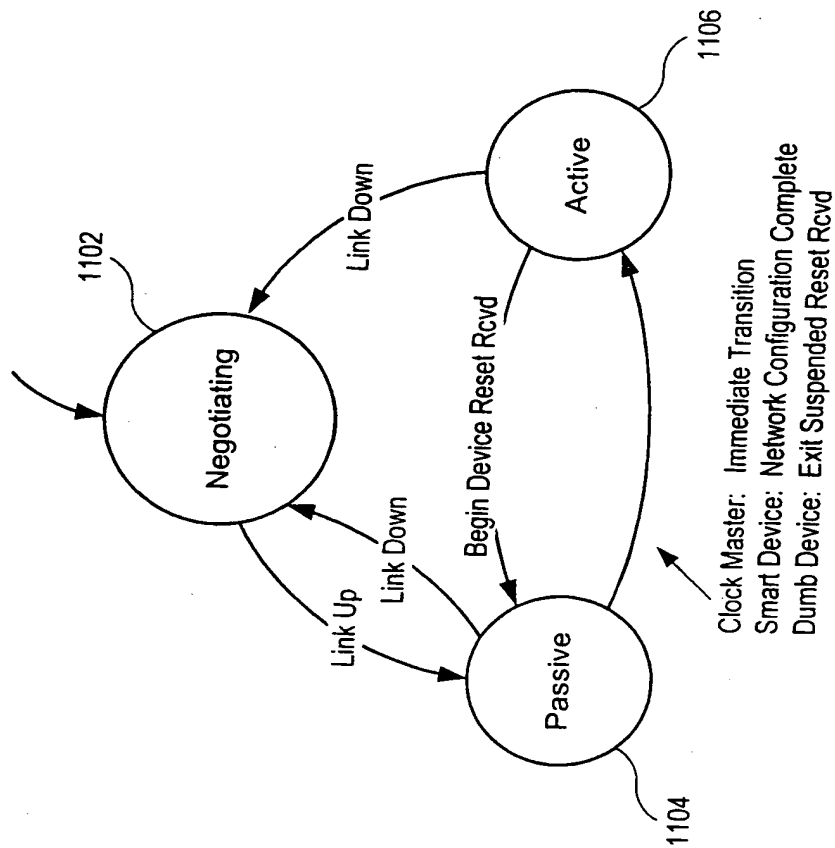 1102
Negotiating
Link Up
Link Down
Link Down
Begin Device Reset Rcvd
Passive
Active
1104
1106
Clock Master: Immediate Transition
Smart Device: Network Configuration Complete
Dumb Device: Exit Suspended Reset Rcvd